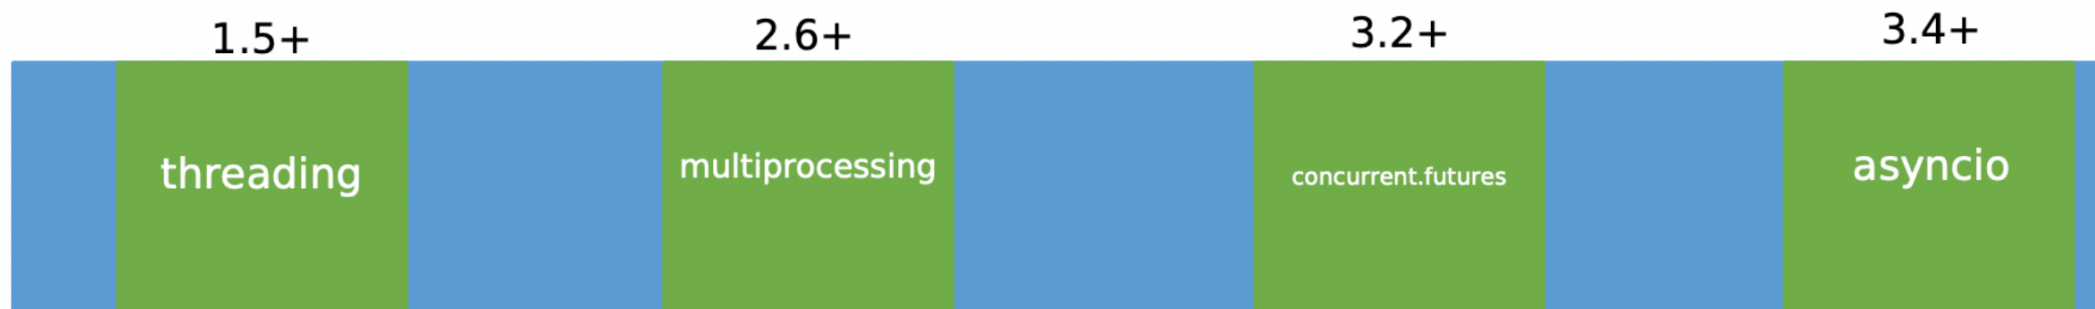 1.5+
2.6+
3.2+
3.4+
threading
multiprocessing
concurrent.futures
asyncio